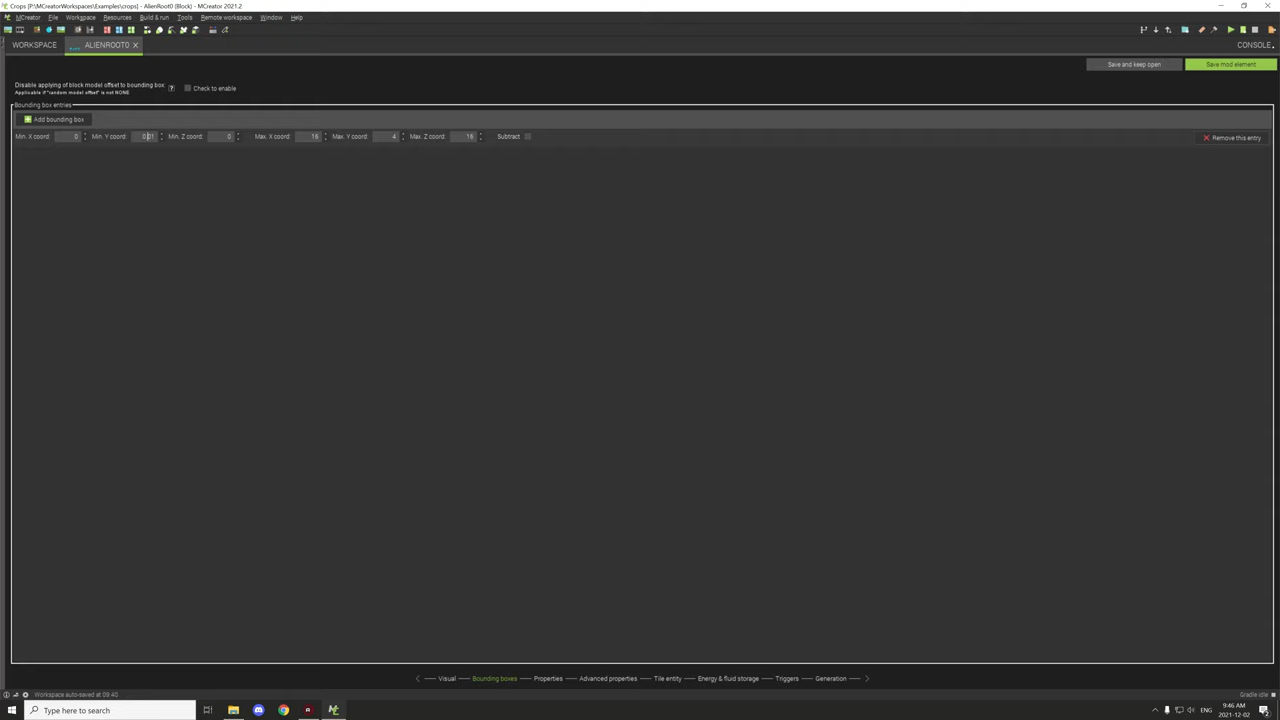 Crops [P:\MCreatorWorkspaces\Examples\crops] - AlienRoot0 (Block) - MCreator 2021.2
MCreator File Workspace Resources Build & run Tools Remote workspace Window Help
WORKSPACE ALIENROOT0 CONSOLE
Save and keep open Save mod element
Disable applying of block model offset to bounding box: ? Check to enable
Applicable if "random model offset" is not NONE
Bounding box entries
Add bounding box
Min. X coord: 0 Min. Y coord: 0.01 Min. Z coord: 0 Max. X coord: 16 Max. Y coord: 4 Max. Z coord: 16 Subtract Remove this entry
Visual Bounding boxes Properties Advanced properties Tile entity Energy & fluid storage Triggers Generation
Workspace auto-saved at 09:40 Gradle idle
Type here to search ENG 9:46 AM
2021-12-02